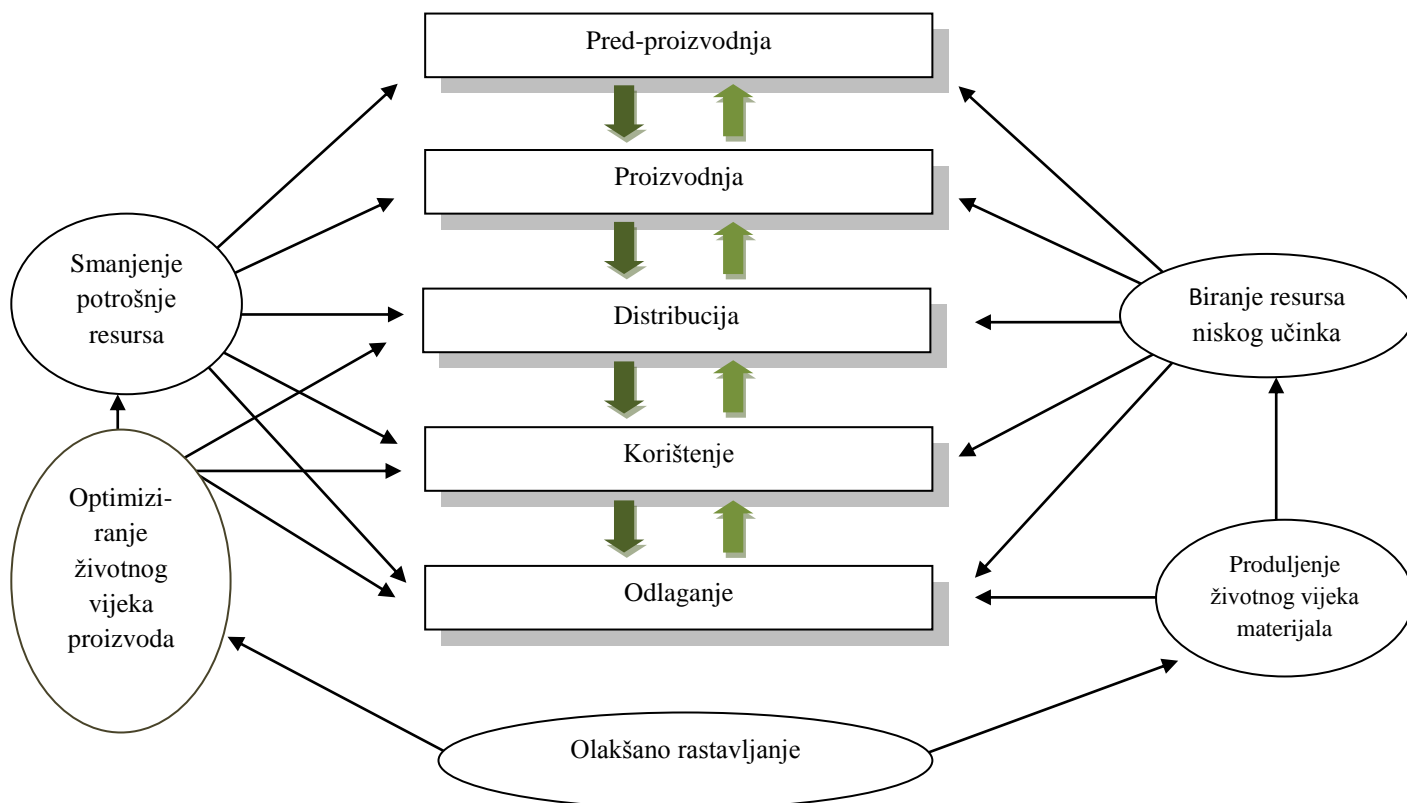 Pred-proizvodnja
Proizvodnja
Smanjenje
potrošnje
resursa
Distribucija
Biranje resursa
niskog učinka
Korištenje
Optimizi-
ranje
životnog
vijeka
proizvoda
Odlaganje
Produljenje
životnog vijeka
materijala
Olakšano rastavljanje